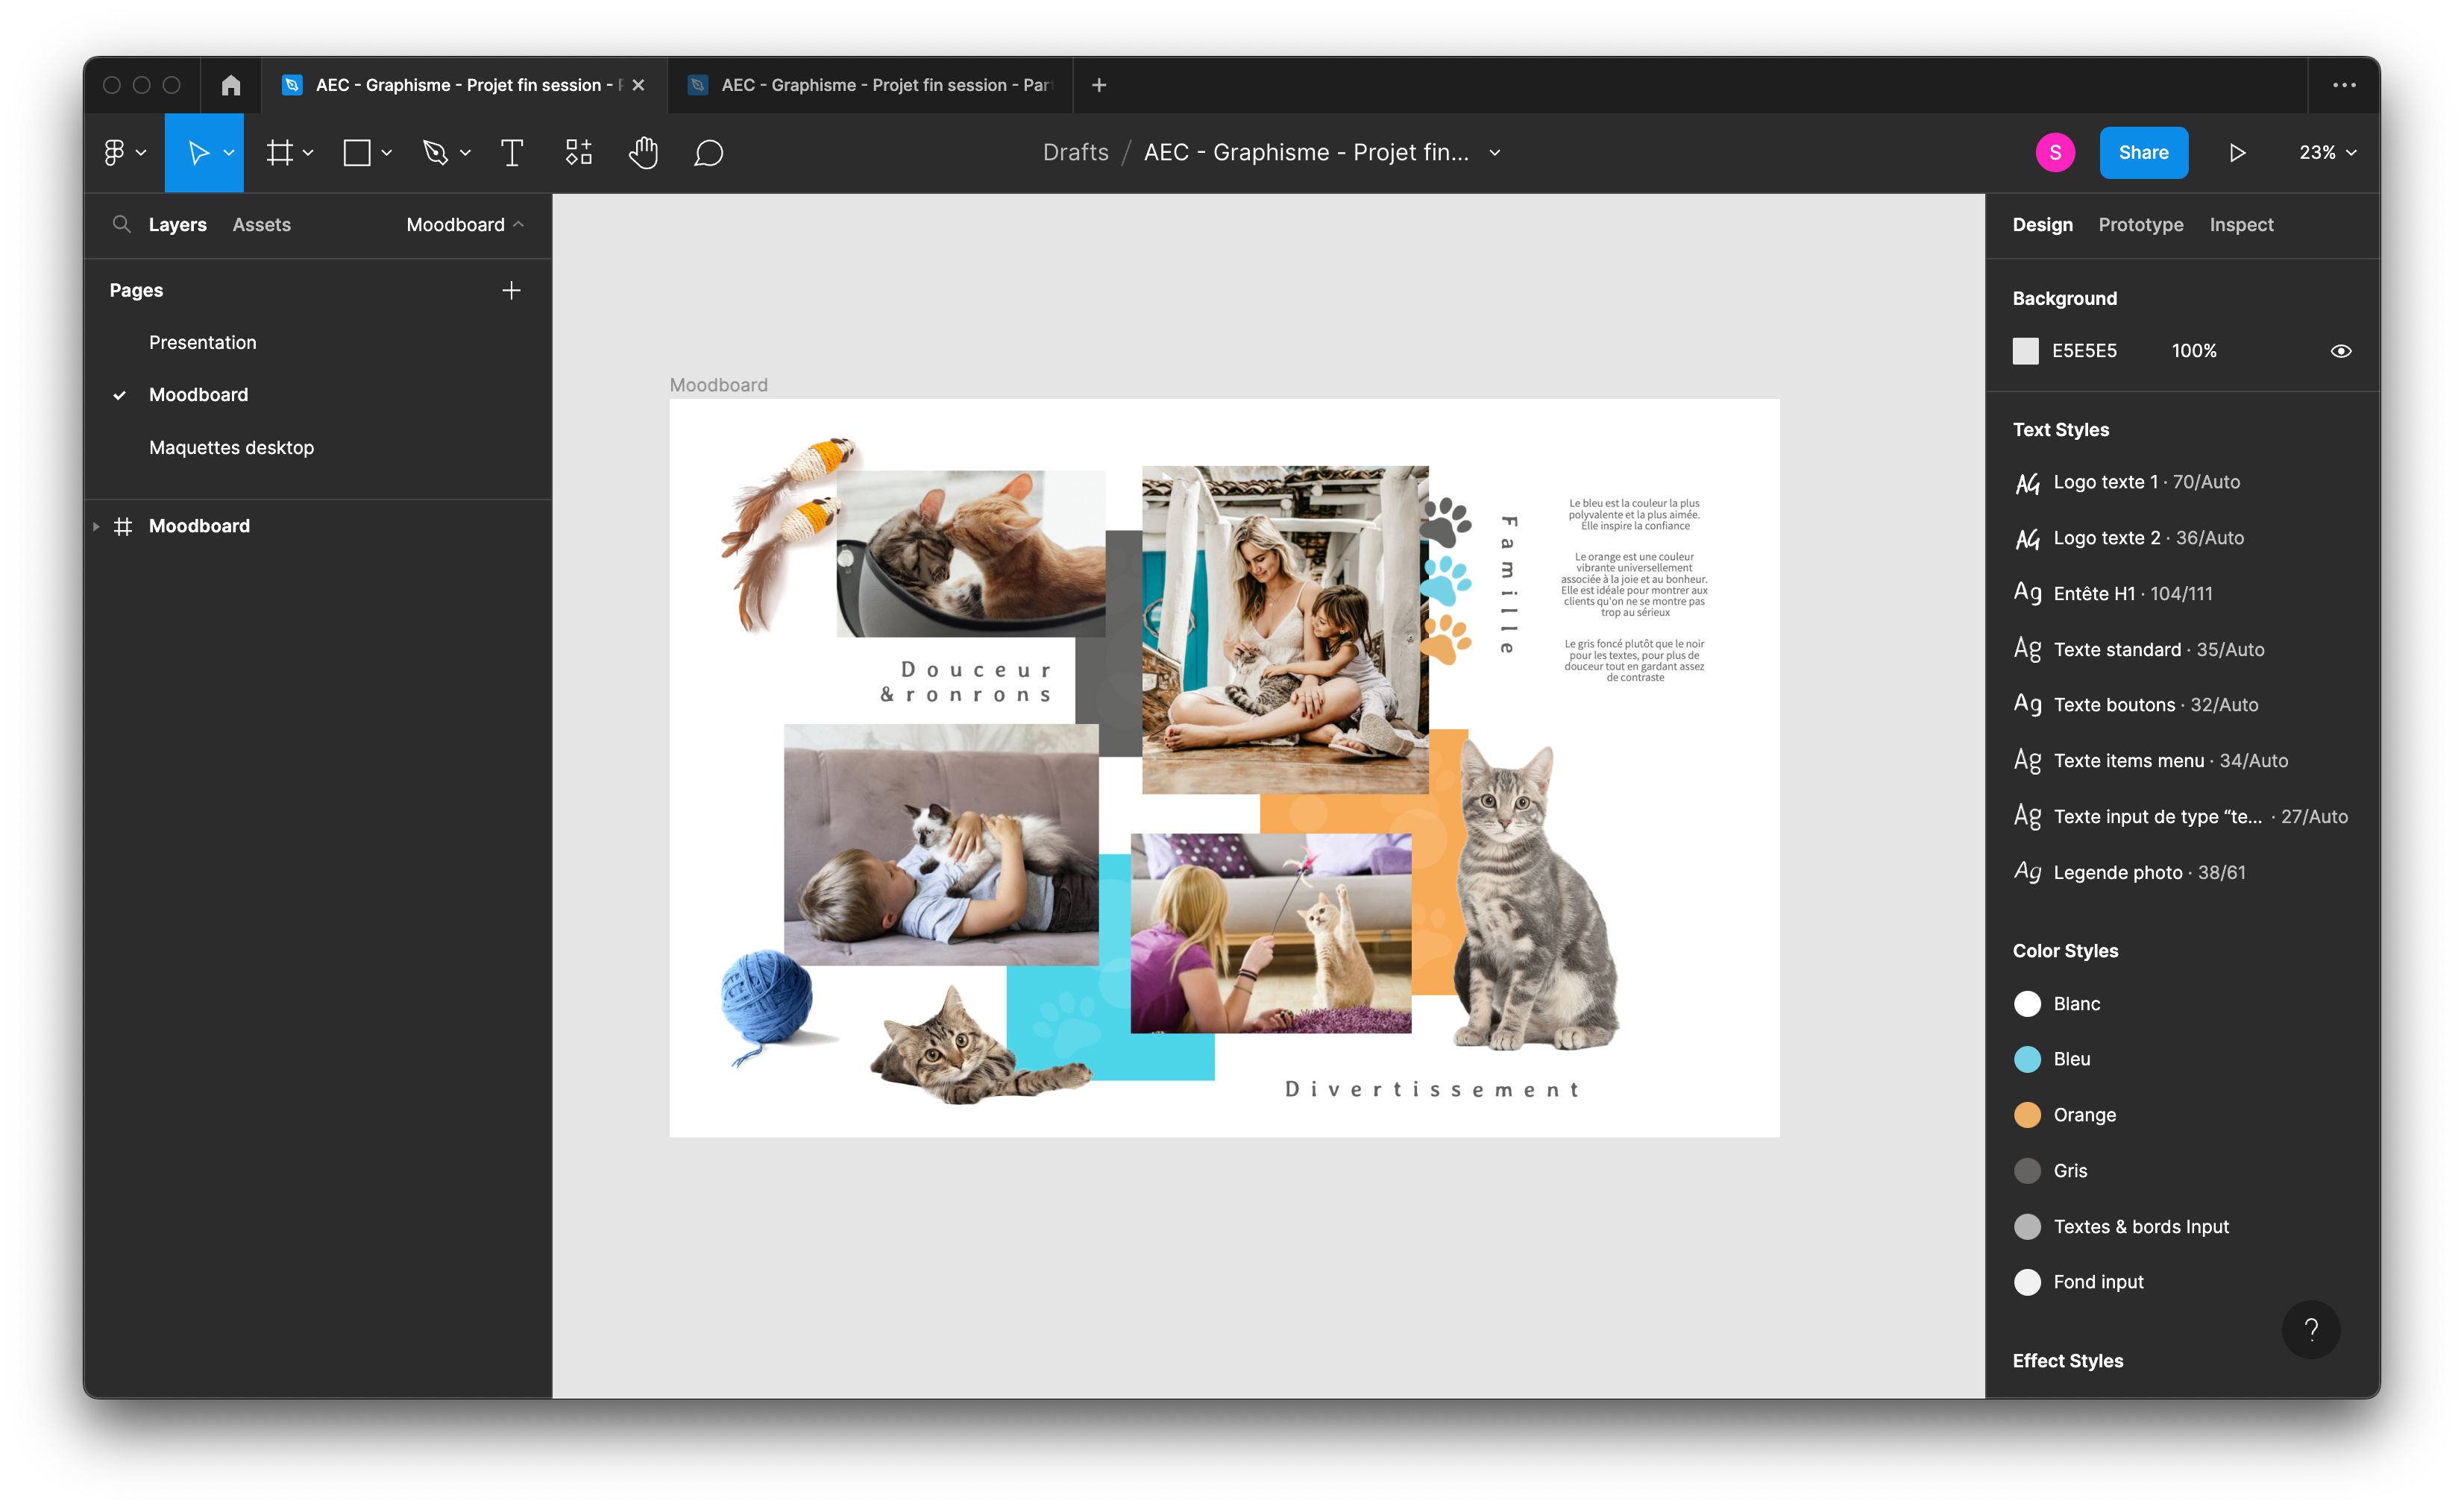 AEC - Graphisme - Projet fin session -
AEC - Graphisme - Projet fin session - Par
Drafts / AEC - Graphisme - Projet fin...
S
Share
23%
Layers
Assets
Moodboard
Pages
Presentation
Moodboard
Maquettes desktop
Moodboard
Moodboard
Douceur
& ronrons
Famille
Le bleu est la couleur la plus
polyvalente et la plus aimée.
Elle inspire la confiance
Le orange est une couleur
vibrante universellement
associée à la joie et au bonheur.
Elle est idéale pour montrer aux
clients qu'on ne se montre pas
trop au sérieux
Le gris foncé plutôt que le noir
pour les textes, pour plus de
douceur tout en gardant assez
de contraste
Divertissement
Design
Prototype
Inspect
Background
E5E5E5 100%
Text Styles
Ag Logo texte 1 · 70/Auto
Ag Logo texte 2 · 36/Auto
Ag Entête H1 · 104/111
Ag Texte standard · 35/Auto
Ag Texte boutons · 32/Auto
Ag Texte items menu · 34/Auto
Ag Texte input de type “te... · 27/Auto
Ag Legende photo · 38/61
Color Styles
Blanc
Bleu
Orange
Gris
Textes & bords Input
Fond input
Effect Styles
?